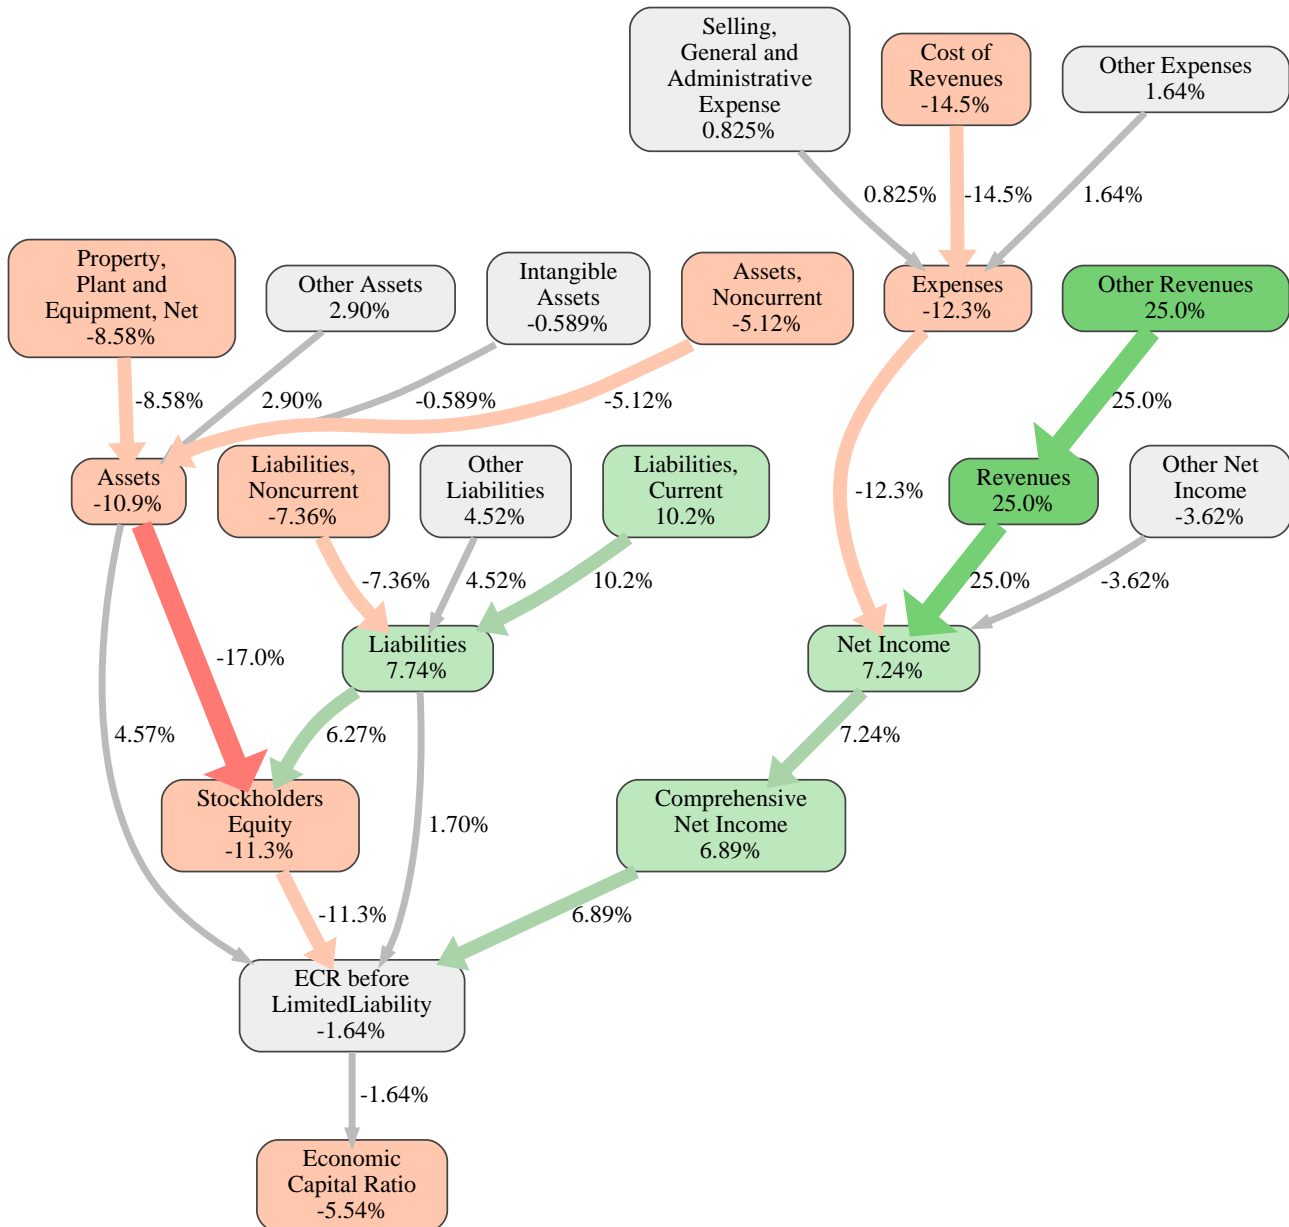 Selling,
General and
Administrative
Expense
0.825%
Cost of
Revenues
-14.5%
Other Expenses
1.64%
0.825%
-14.5%
1.64%
Property,
Plant and
Equipment, Net
-8.58%
Other Assets
2.90%
Intangible
Assets
-0.589%
Assets,
Noncurrent
-5.12%
Expenses
-12.3%
Other Revenues
25.0%
-8.58%
2.90%
-0.589%
-5.12%
25.0%
Assets
-10.9%
Liabilities,
Noncurrent
-7.36%
Other
Liabilities
4.52%
Liabilities,
Current
10.2%
-12.3%
Revenues
25.0%
Other Net
Income
-3.62%
-7.36%
4.52%
10.2%
25.0%
-3.62%
-17.0%
Liabilities
7.74%
Net Income
7.24%
4.57%
6.27%
7.24%
Stockholders
Equity
-11.3%
1.70%
Comprehensive
Net Income
6.89%
-11.3%
6.89%
ECR before
LimitedLiability
-1.64%
-1.64%
Economic
Capital Ratio
-5.54%